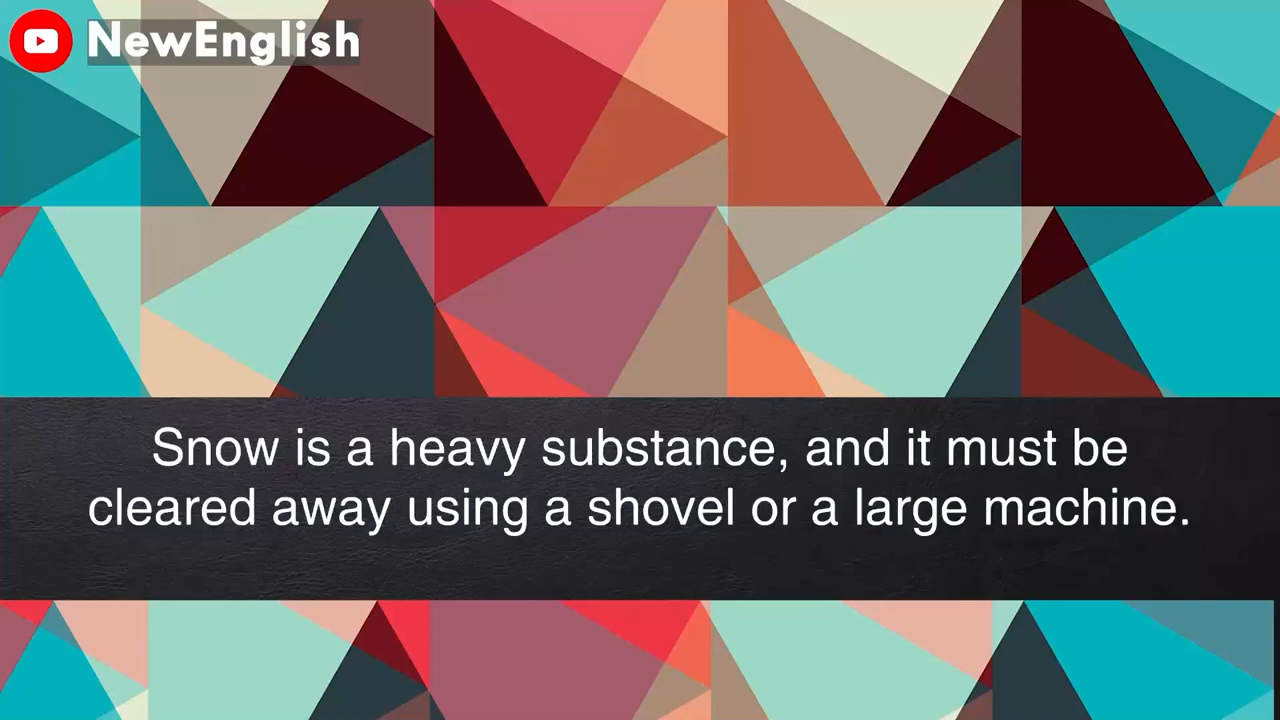 NewEnglish
Snow is a heavy substance, and it must be
cleared away using a shovel or a large machine.